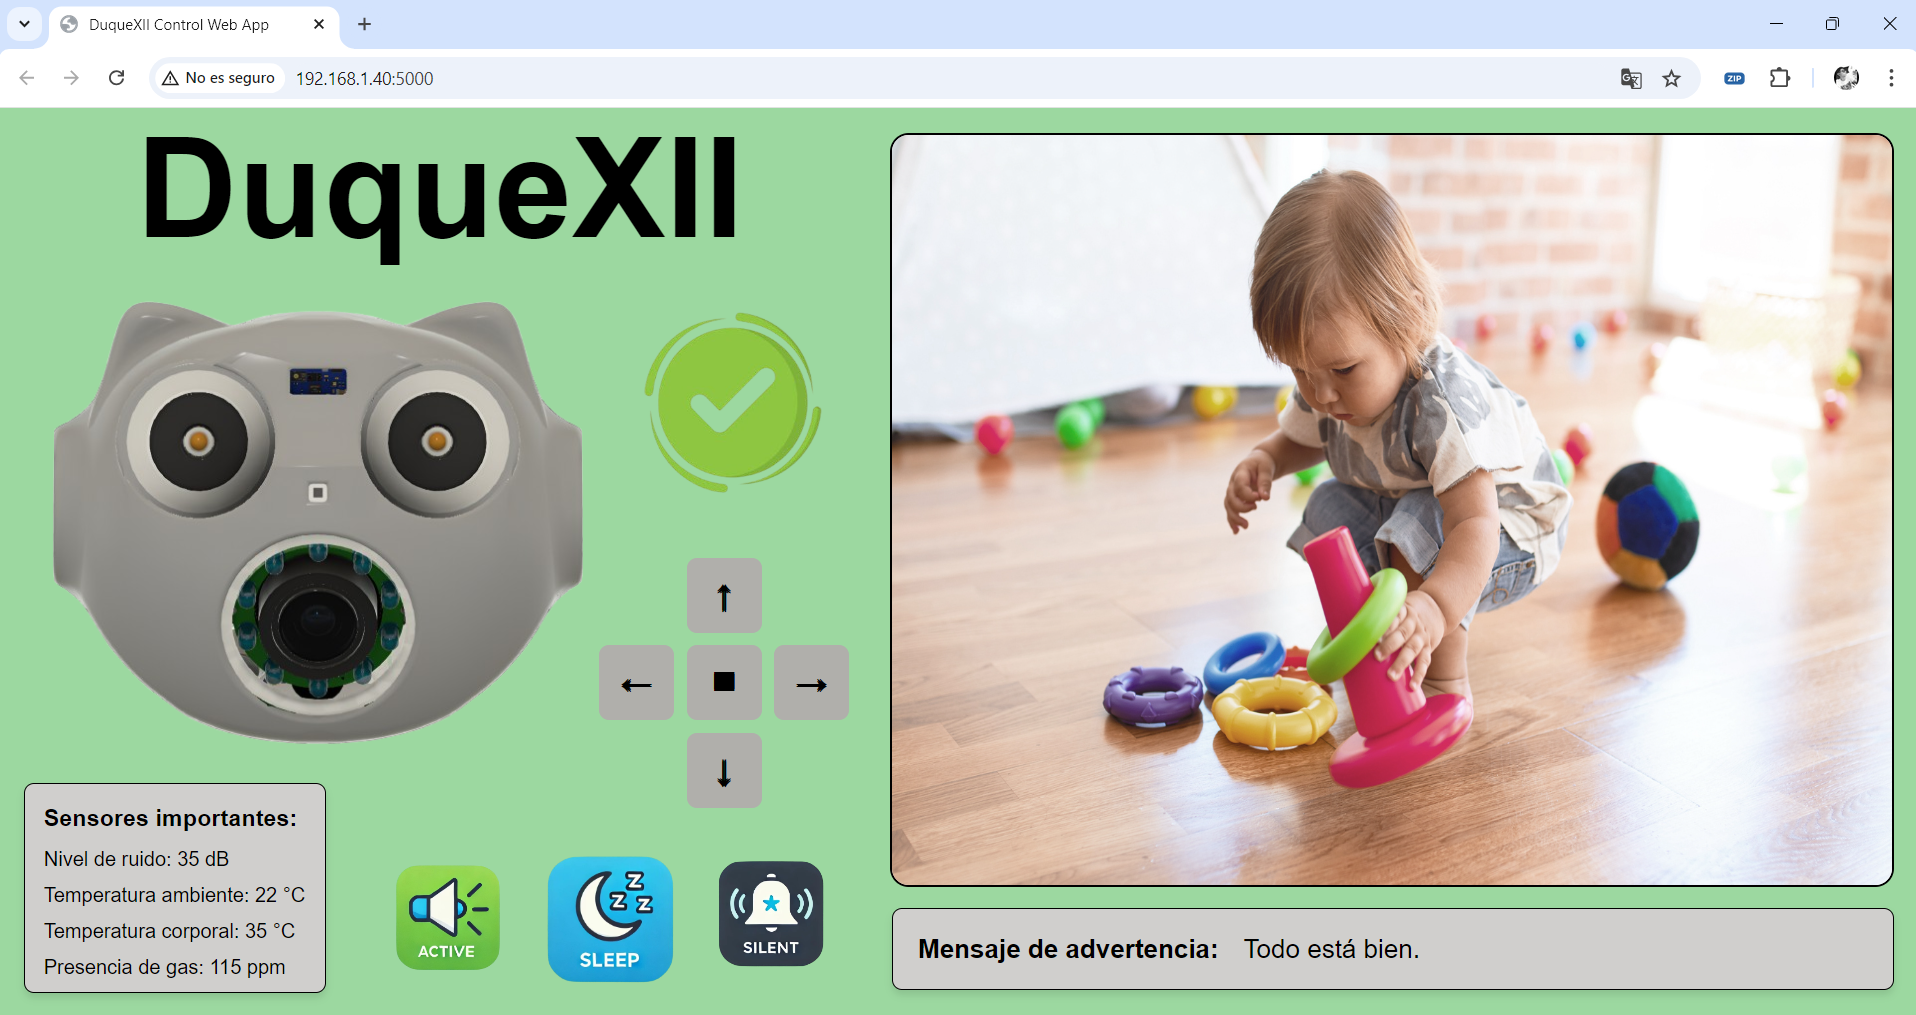 DuqueXII Control Web App
No es seguro
192.168.1.40:5000
ZIP
DuqueXII
Sensores importantes:
Nivel de ruido: 35 dB
Temperatura ambiente: 22 °C
Temperatura corporal: 35 °C
Presencia de gas: 115 ppm
ACTIVE
z z z
SLEEP
SILENT
Mensaje de advertencia: Todo está bien.